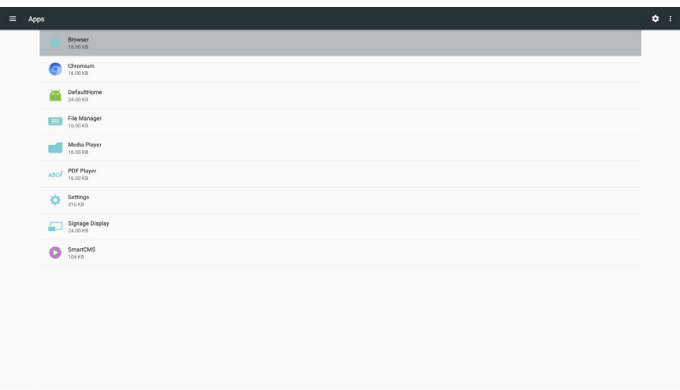 Apps
Browser
16.00 KB
Chromium
16.00 KB
DefaultHome
24.00 KB
File Manager
16.00 KB
Media Player
16.00 KB
PDF Player
16.00 KB
Settings
316 KB
Signage Display
24.00 KB
SmartCMS
104 KB